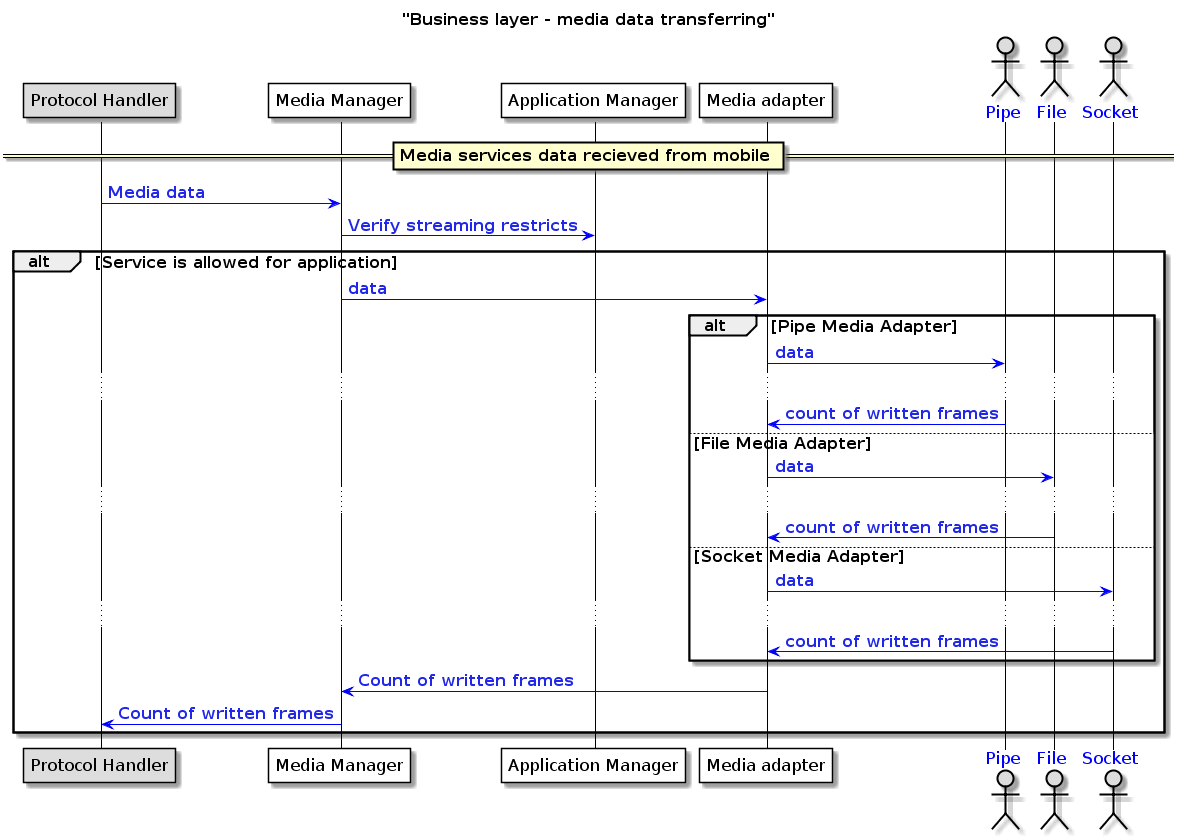 "Business layer - media data transferring"
Protocol Handler
Media Manager
Application Manager
Media adapter
Pipe
File
Socket
Media services data recieved from mobile
Media data
Verify streaming restricts
alt
[Service is allowed for application]
data
alt
[Pipe Media Adapter]
data
count of written frames
[File Media Adapter]
data
count of written frames
[Socket Media Adapter]
data
count of written frames
Count of written frames
Count of written frames
Protocol Handler
Media Manager
Application Manager
Media adapter
Pipe
File
Socket